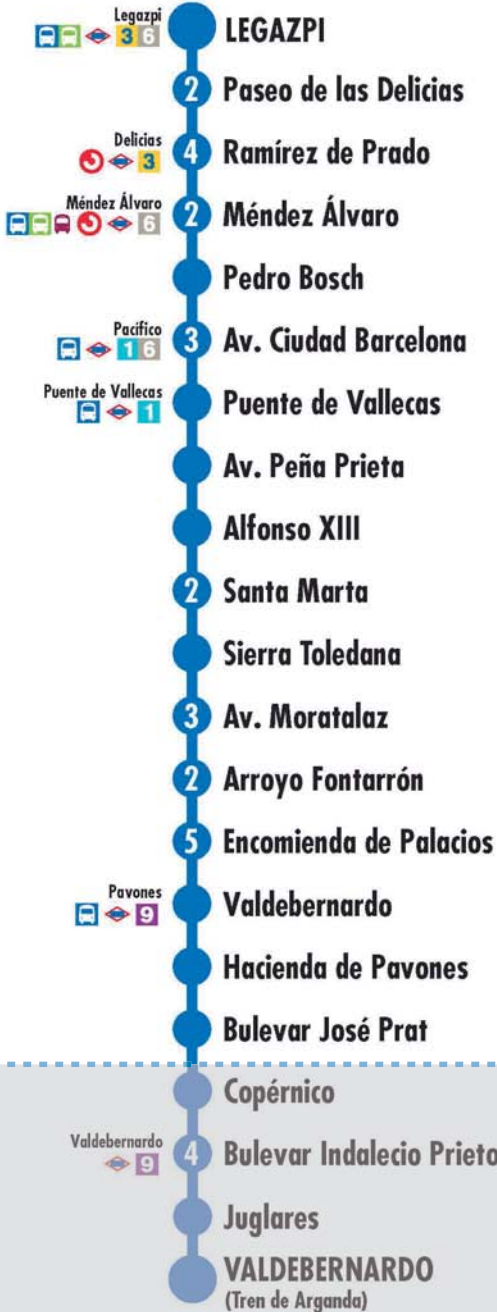 Legazpi
3 6
LEGAZPI
2 Paseo de las Delicias
Delicias
3
4 Ramírez de Prado
Méndez Álvaro
6
2 Méndez Álvaro
Pedro Bosch
Pacífico
1 6
3 Av. Ciudad Barcelona
Puente de Vallecas
1
Puente de Vallecas
Av. Peña Prieta
Alfonso XIII
2 Santa Marta
Sierra Toledana
3 Av. Moratalaz
2 Arroyo Fontarrón
5 Encomienda de Palacios
Pavones
9
Valdebernardo
Hacienda de Pavones
Bulevar José Prat
Copérnico
Valdebernardo
9
4 Bulevar Indalecio Prieto
Juglares
VALDEBERNARDO
(Tren de Arganda)